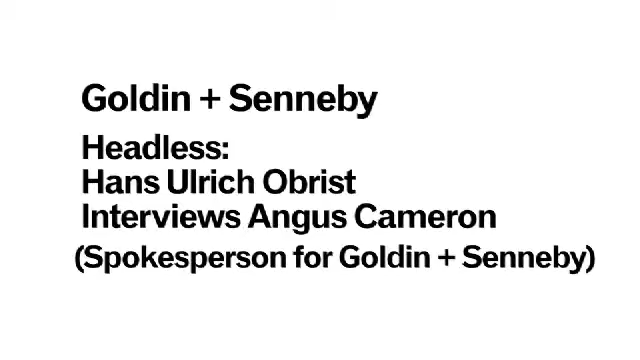 Goldin + Senneby
Headless:
Hans Ulrich Obrist
Interviews Angus Cameron
(Spokesperson for Goldin + Senneby)